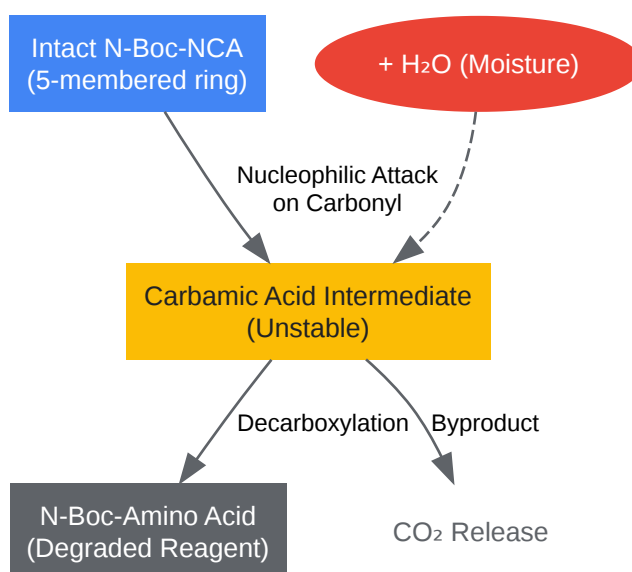 Intact N-Boc-NCA
(5-membered ring)
+ H₂O (Moisture)
Nucleophilic Attack
on Carbonyl
Carbamic Acid Intermediate
(Unstable)
Decarboxylation
Byproduct
N-Boc-Amino Acid
(Degraded Reagent)
CO₂ Release